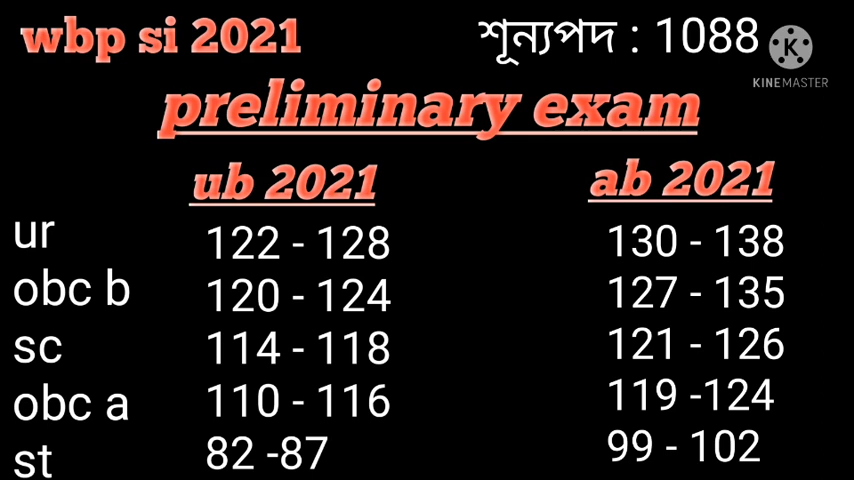 wbp si 2021 শূন্যপদ : 1088
K
KINEMASTER
preliminary exam
ub 2021 ab 2021
ur 122 - 128 130 - 138
obc b 120 - 124 127 - 135
sc 114 - 118 121 - 126
obc a 110 - 116 119 -124
st 82 -87 99 - 102